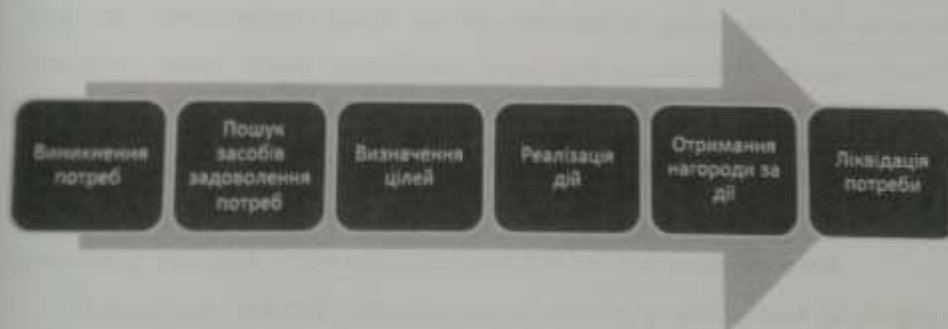 Виникнення
потреб
Пошук
засобів
задоволення
потреб
Визначення
цілей
Реалізація
дій
Отримання
нагороди за
дії
Ліквідація
потреби